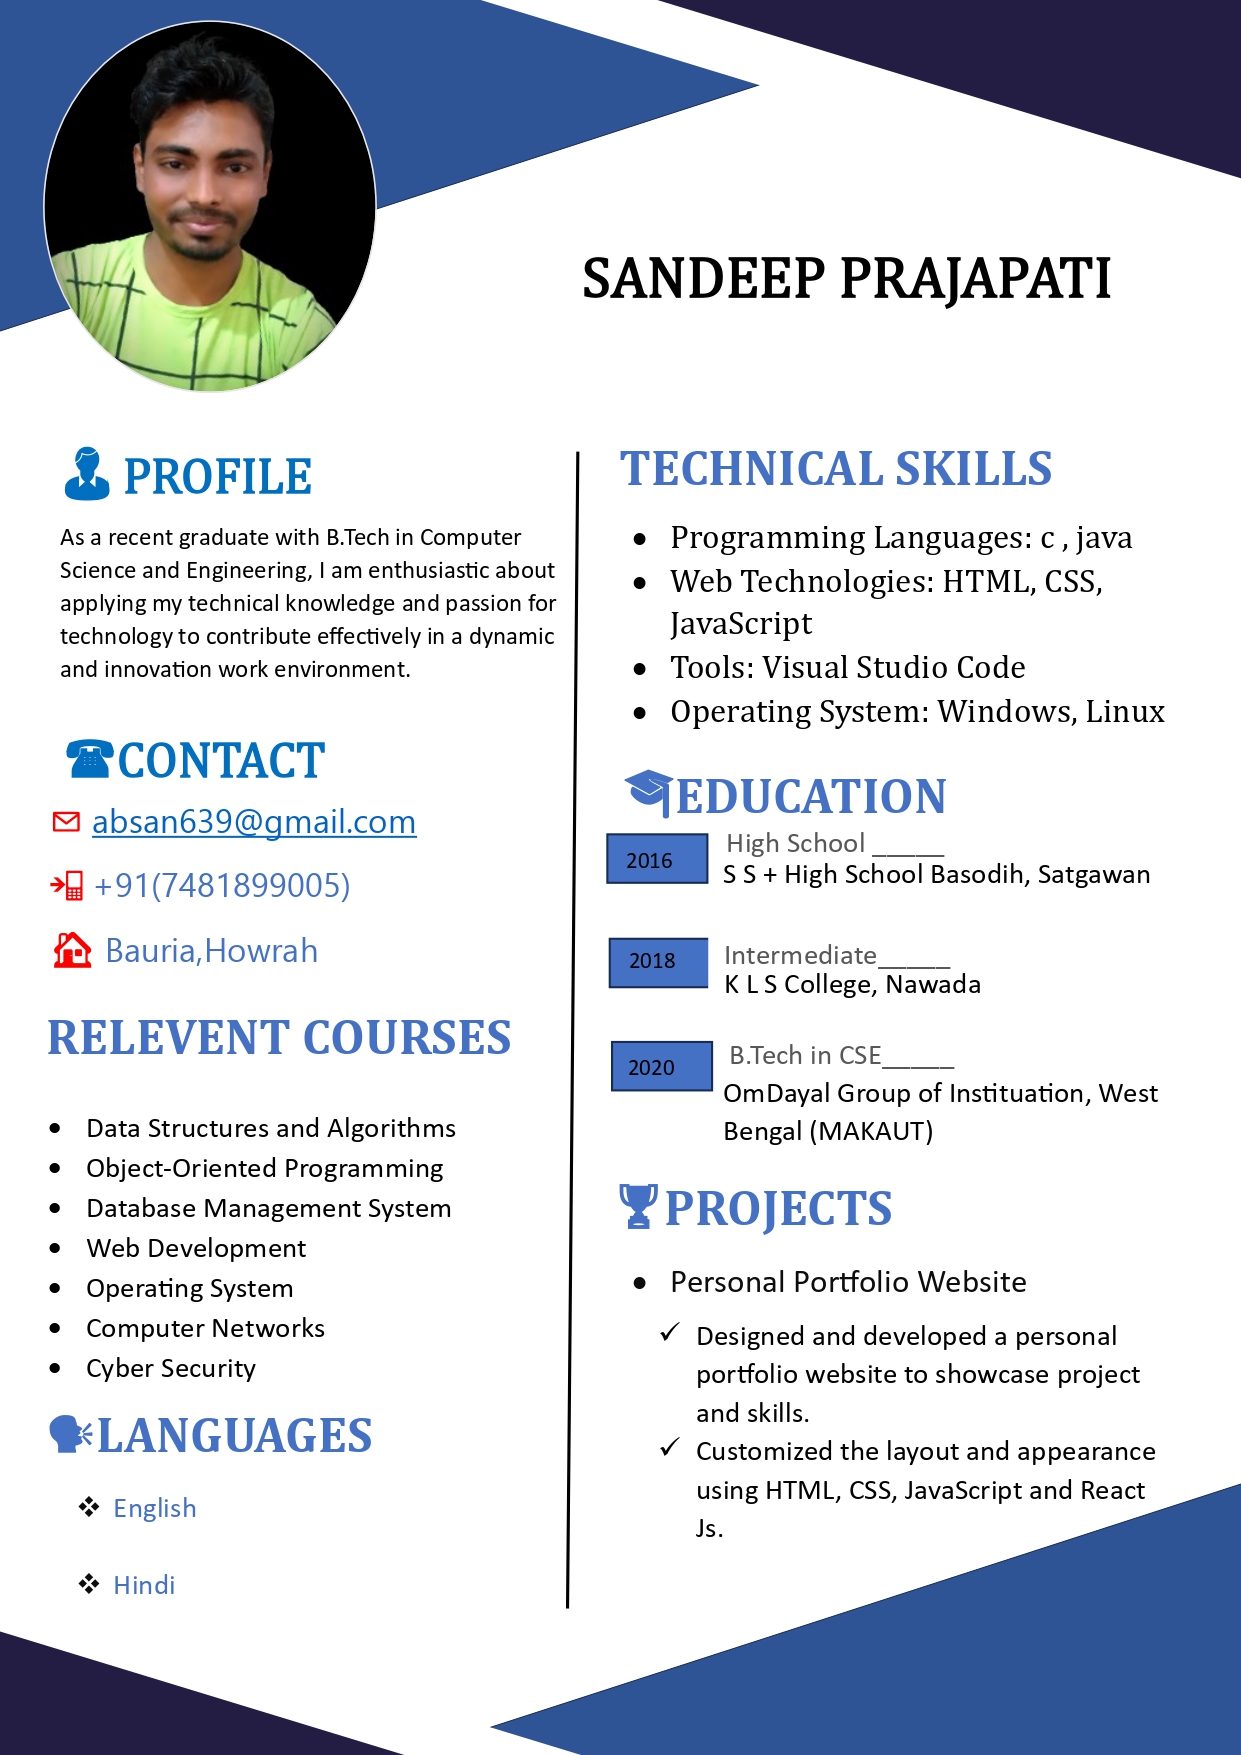 SANDEEP PRAJAPATI
PROFILE
As a recent graduate with B.Tech in Computer
Science and Engineering, I am enthusiastic about
applying my technical knowledge and passion for
technology to contribute effectively in a dynamic
and innovation work environment.
CONTACT
absan639@gmail.com
+91(7481899005)
Bauria,Howrah
RELEVENT COURSES
• Data Structures and Algorithms
• Object-Oriented Programming
• Database Management System
• Web Development
• Operating System
• Computer Networks
• Cyber Security
LANGUAGES
❖ English
❖ Hindi
TECHNICAL SKILLS
• Programming Languages: c , java
• Web Technologies: HTML, CSS,
JavaScript
• Tools: Visual Studio Code
• Operating System: Windows, Linux
EDUCATION
2016 High School _____
S S + High School Basodih, Satgawan
2018 Intermediate_____
K L S College, Nawada
2020 B.Tech in CSE_____
OmDayal Group of Instituation, West
Bengal (MAKAUT)
PROJECTS
• Personal Portfolio Website
✓ Designed and developed a personal
portfolio website to showcase project
and skills.
✓ Customized the layout and appearance
using HTML, CSS, JavaScript and React
Js.